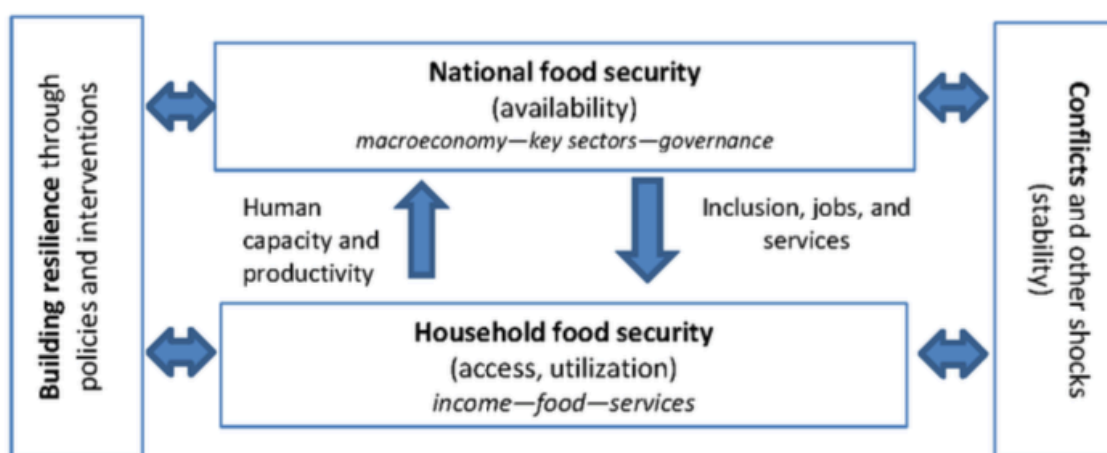 Building resilience through
policies and interventions
National food security
(availability)
macroeconomy—key sectors—governance
Human
capacity and
productivity
Inclusion, jobs, and
services
Household food security
(access, utilization)
income—food—services
Conflicts and other shocks
(stability)